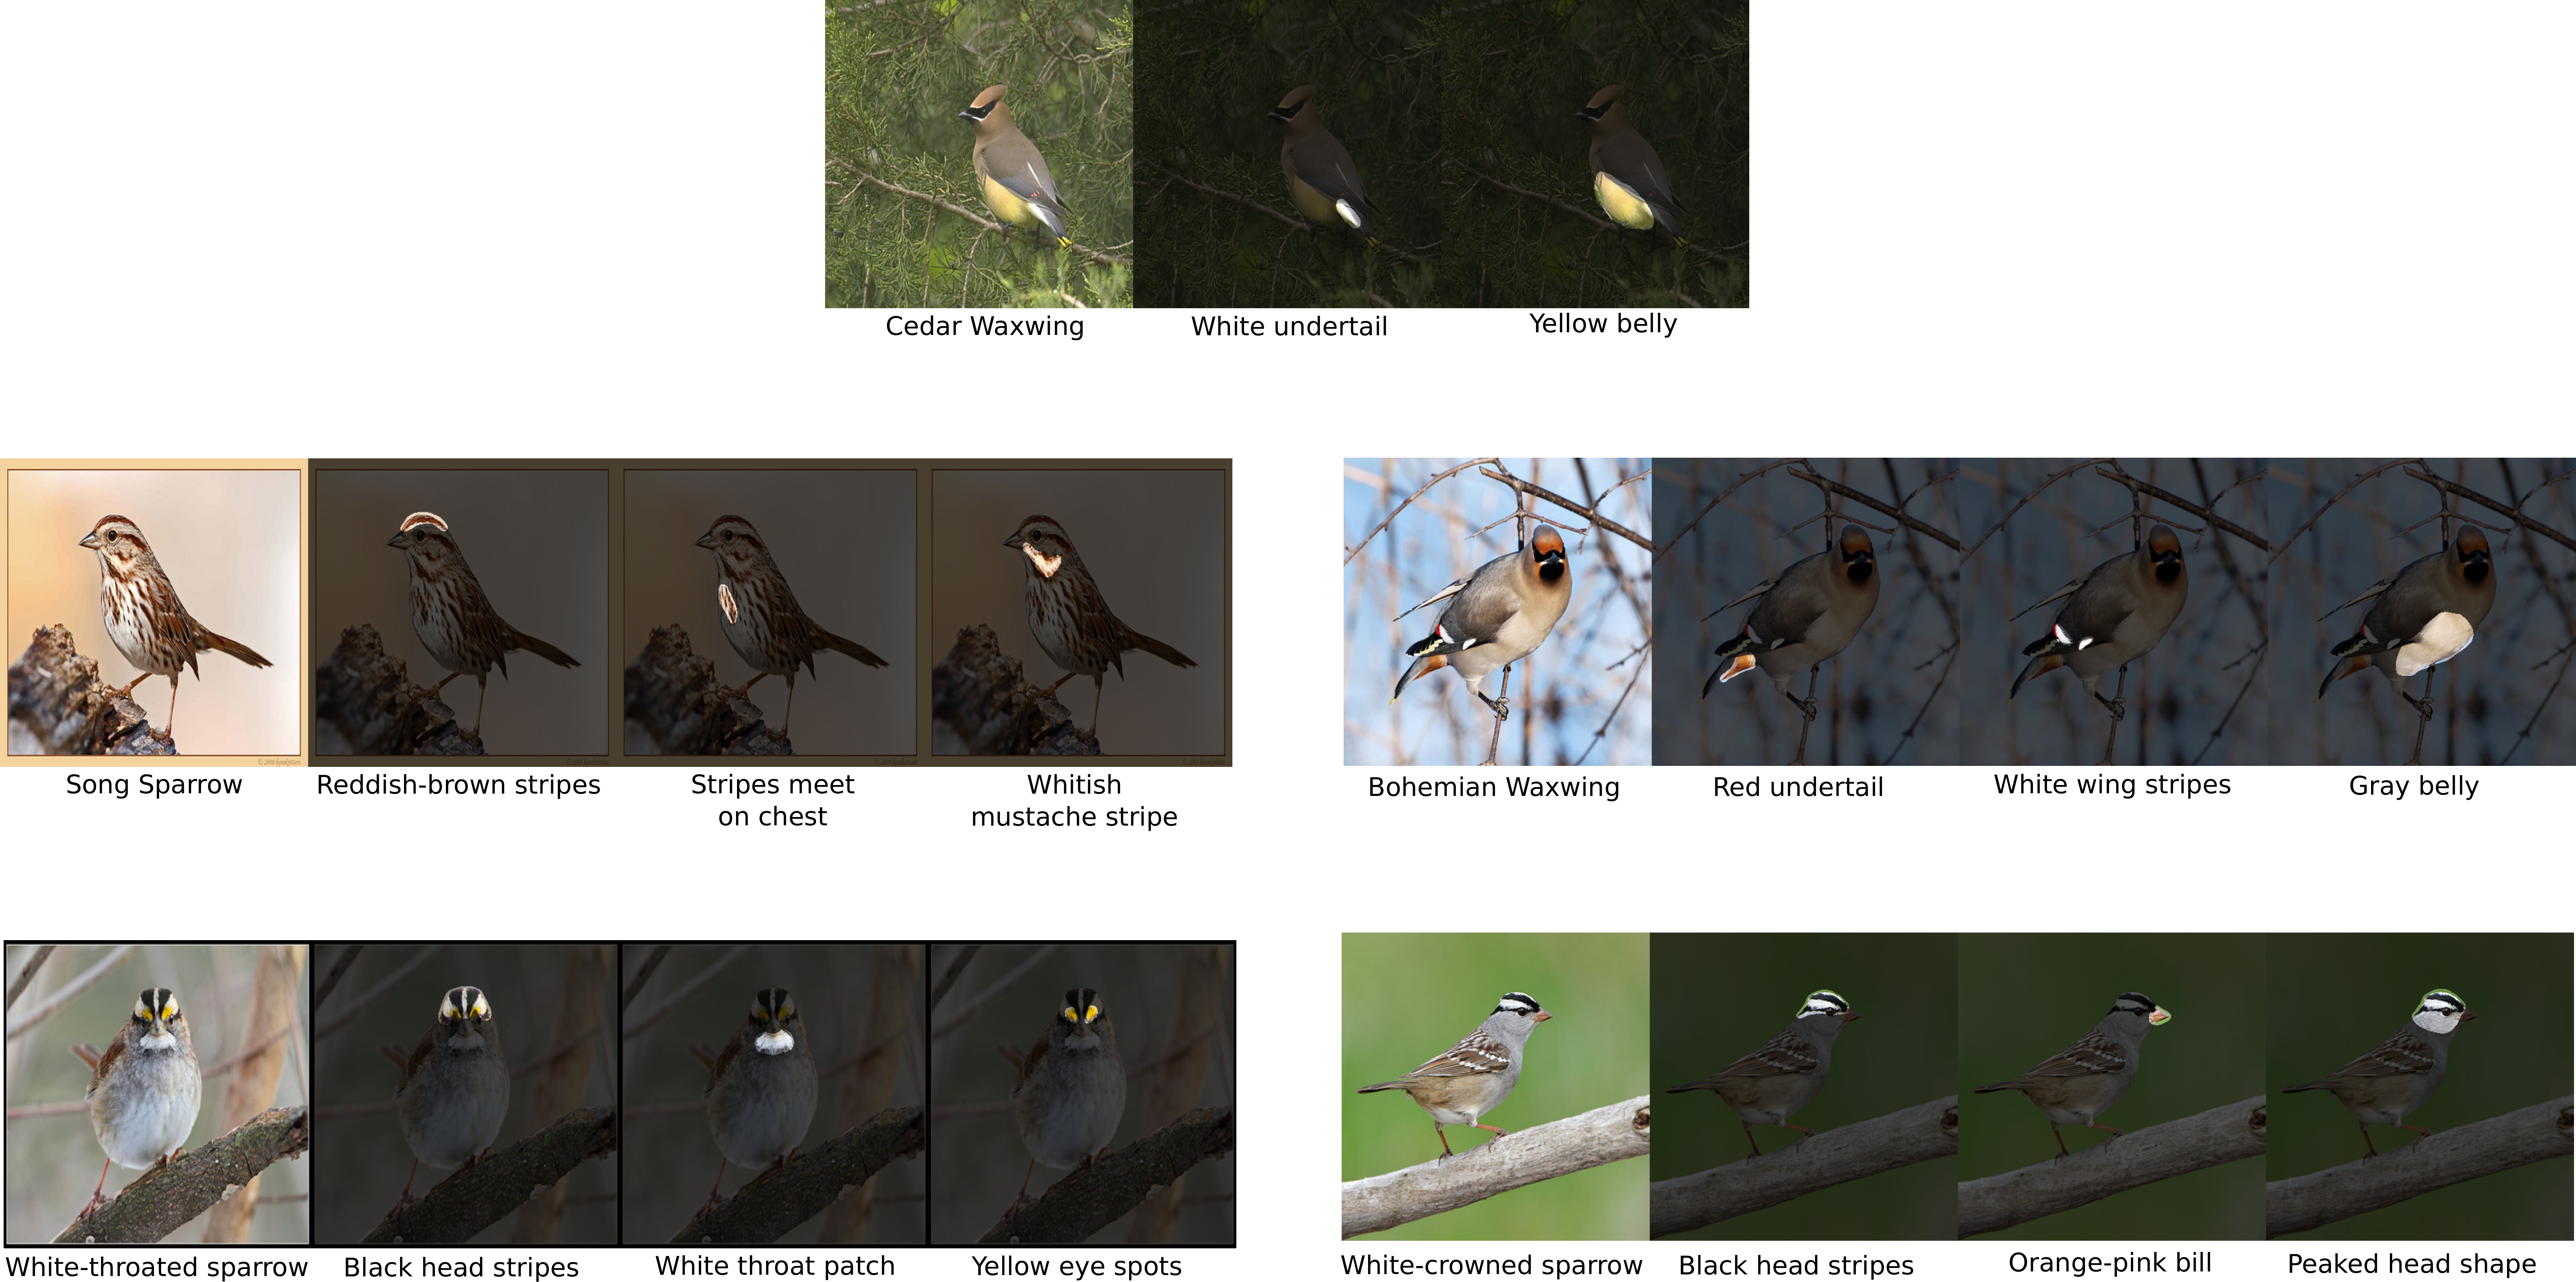 Cedar Waxwing
White undertail
Yellow belly
Song Sparrow
Reddish-brown stripes
Stripes meet
on chest
Whitish
mustache stripe
Bohemian Waxwing
Red undertail
White wing stripes
Gray belly
White-throated sparrow
Black head stripes
White throat patch
Yellow eye spots
White-crowned sparrow
Black head stripes
Orange-pink bill
Peaked head shape